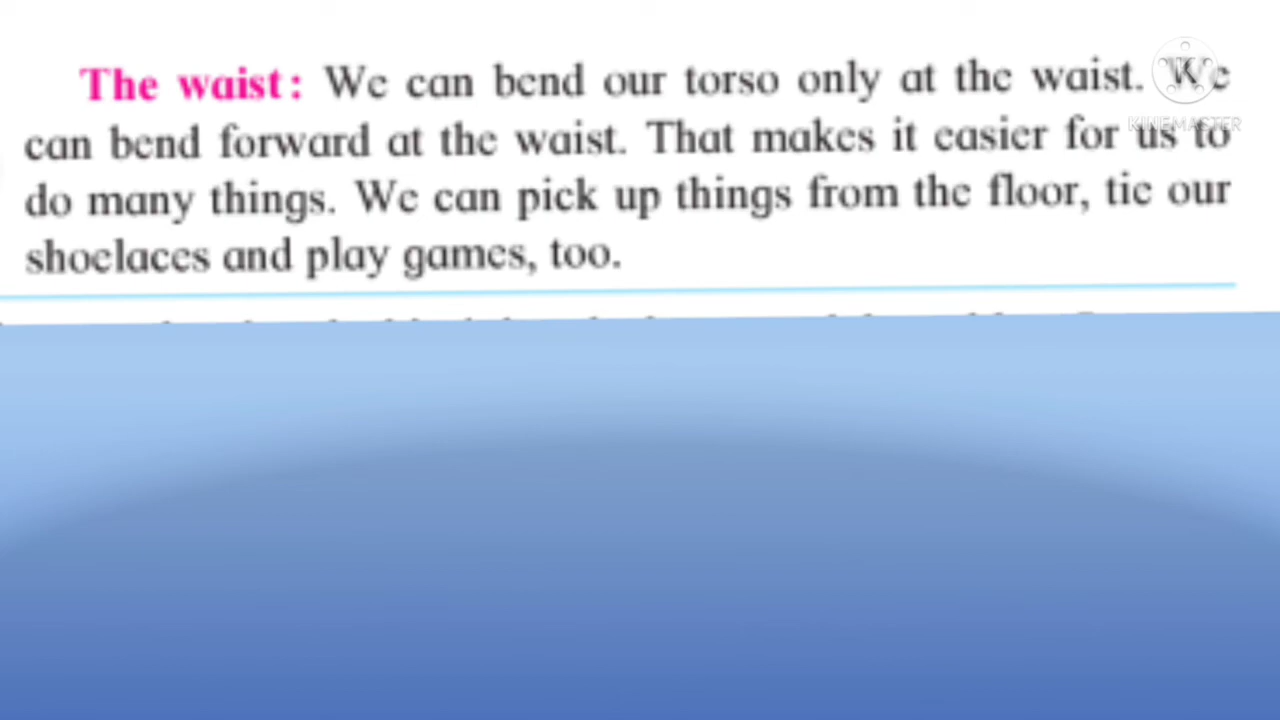 The waist: We can bend our torso only at the waist. We
can bend forward at the waist. That makes it easier for us to
do many things. We can pick up things from the floor, tie our
shoelaces and play games, too.
KINEMASTER